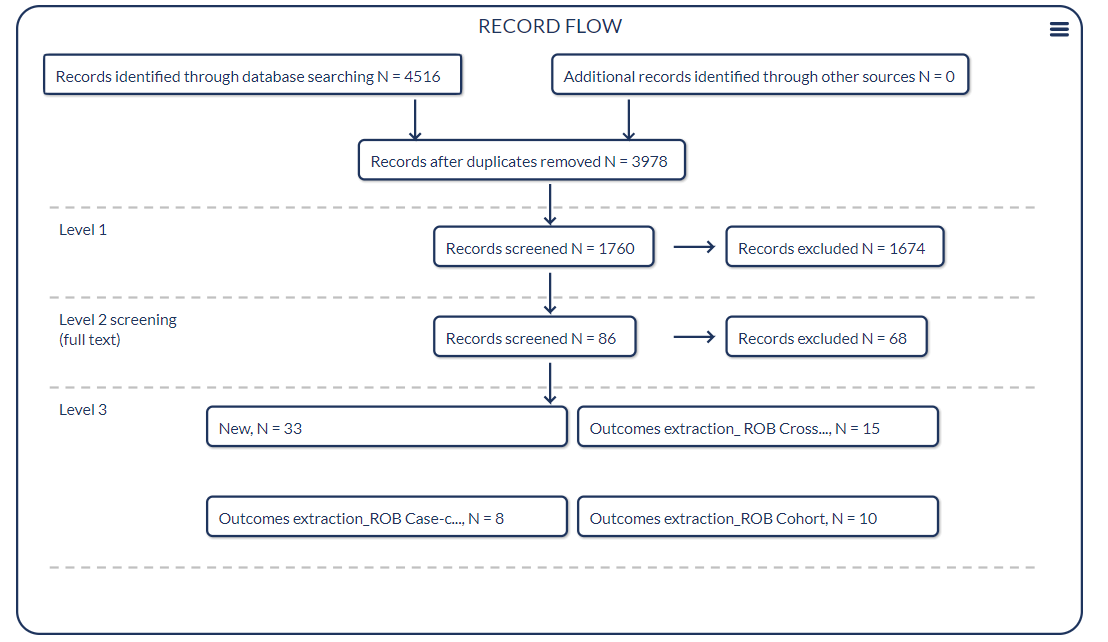 RECORD FLOW
Records identified through database searching N = 4516
Additional records identified through other sources N = 0
Records after duplicates removed N = 3978
Level 1
Records screened N = 1760
Records excluded N = 1674
Level 2 screening
(full text)
Records screened N = 86
Records excluded N = 68
Level 3
New, N = 33
Outcomes extraction_ ROB Cross..., N = 15
Outcomes extraction_ROB Case-c..., N = 8
Outcomes extraction_ROB Cohort, N = 10